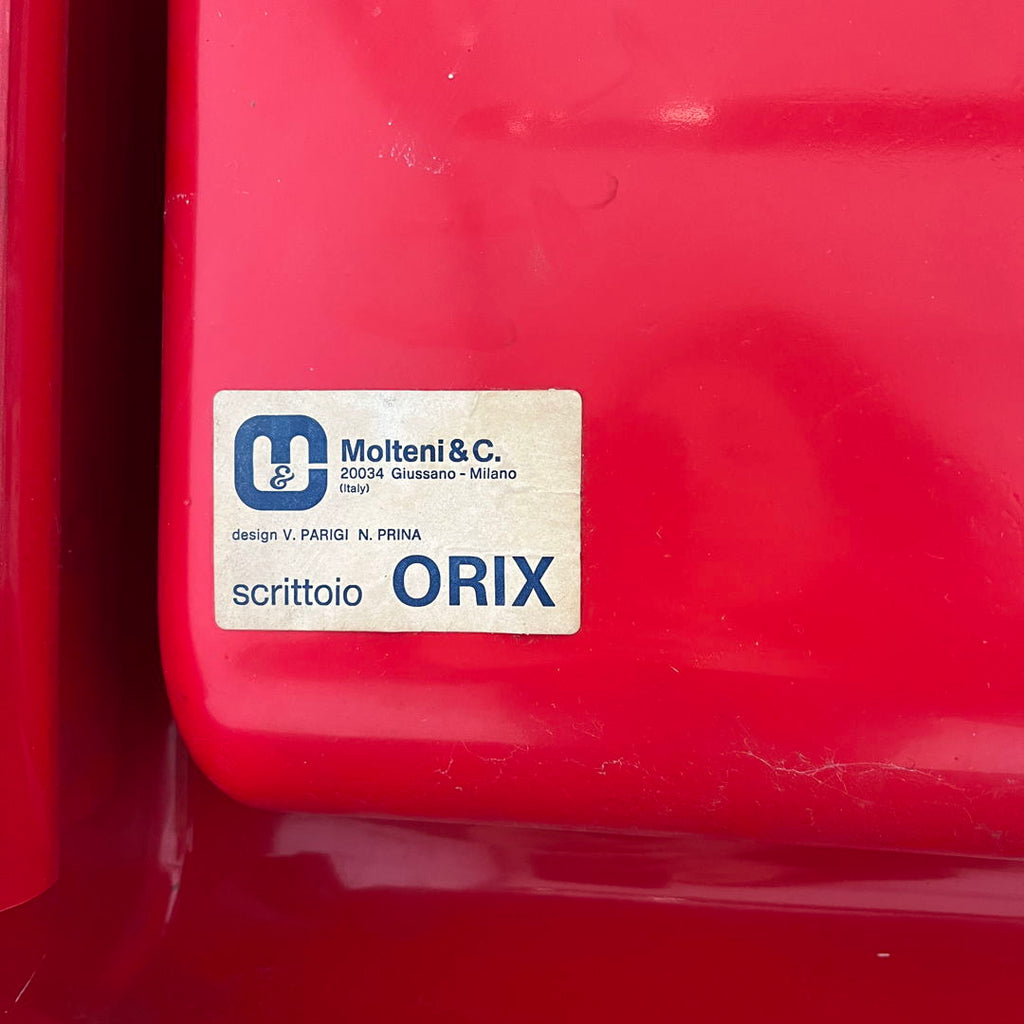 m&C
Molteni&C.
20034 Giussano - Milano
(Italy)
design V. PARIGI N. PRINA
scrittoio ORIX